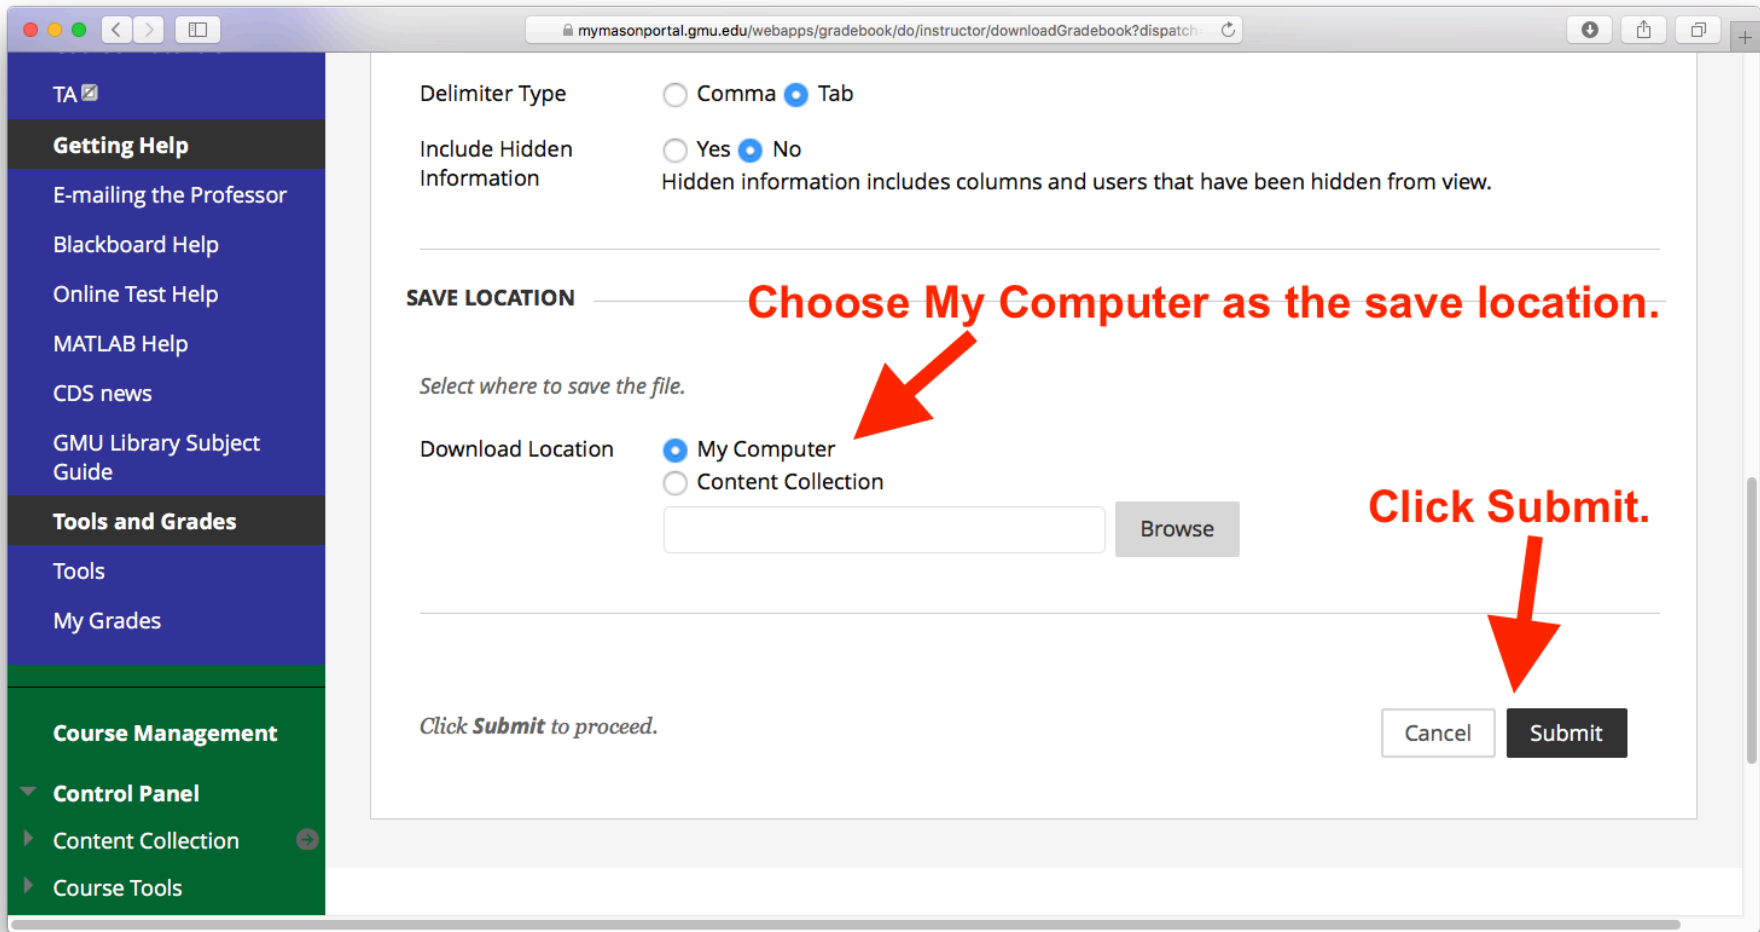 mymasonportal.gmu.edu/webapps/gradebook/do/instructor/downloadGradebook?dispatch
TA
Getting Help
E-mailing the Professor
Blackboard Help
Online Test Help
MATLAB Help
CDS news
GMU Library Subject
Guide
Tools and Grades
Tools
My Grades
Course Management
Control Panel
Content Collection
Course Tools
Delimiter Type
Comma Tab
Include Hidden
Information
Yes No
Hidden information includes columns and users that have been hidden from view.
SAVE LOCATION
Choose My Computer as the save location.
Select where to save the file.
Download Location
My Computer
Content Collection
Browse
Click Submit.
Click Submit to proceed.
Cancel
Submit